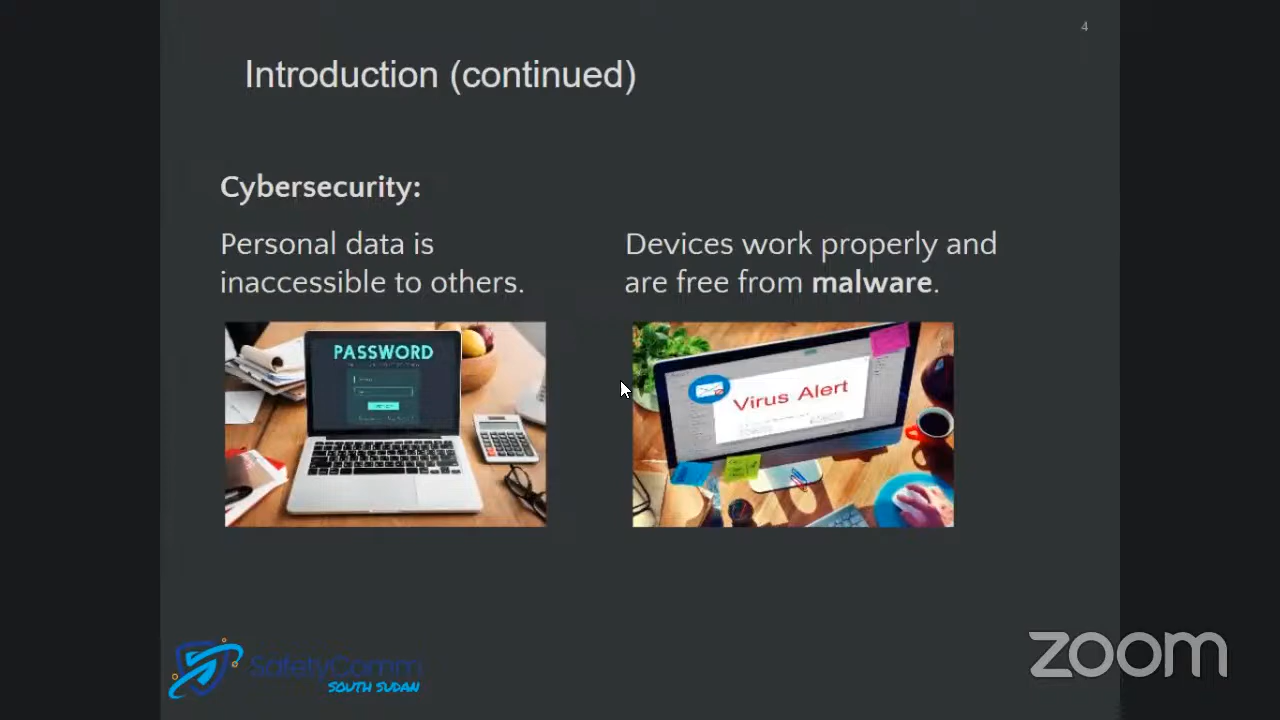 4
Introduction (continued)
Cybersecurity:
Personal data is
inaccessible to others.
Devices work properly and
are free from malware.
PASSWORD
Virus Alert
SafetyComm
SOUTH SUDAN
zoom